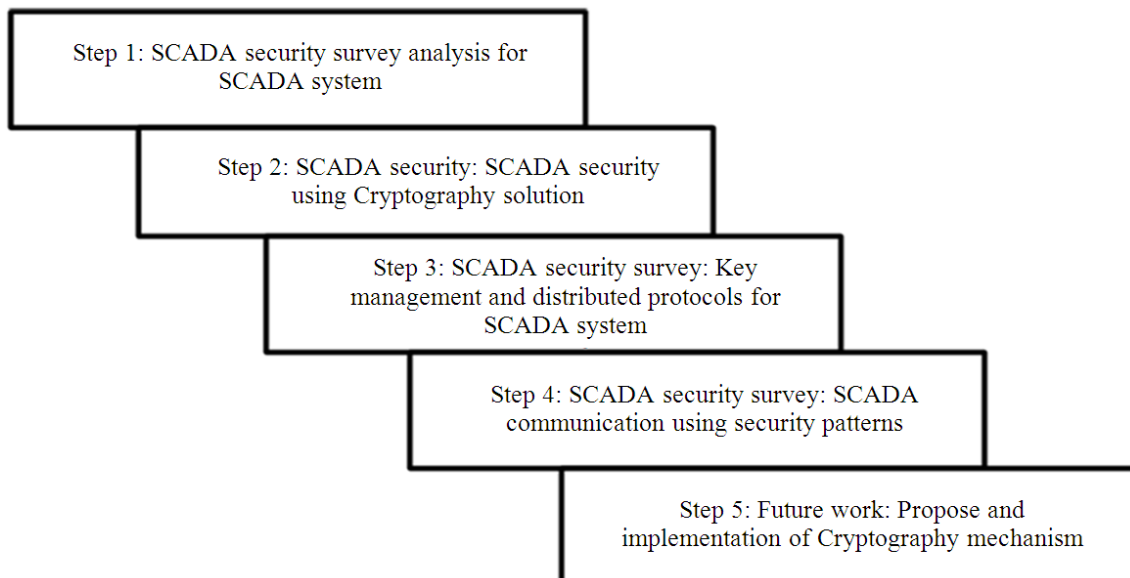 Step 1: SCADA security survey analysis for
SCADA system
Step 2: SCADA security: SCADA security
using Cryptography solution
Step 3: SCADA security survey: Key
management and distributed protocols for
SCADA system
Step 4: SCADA security survey: SCADA
communication using security patterns
Step 5: Future work: Propose and
implementation of Cryptography mechanism